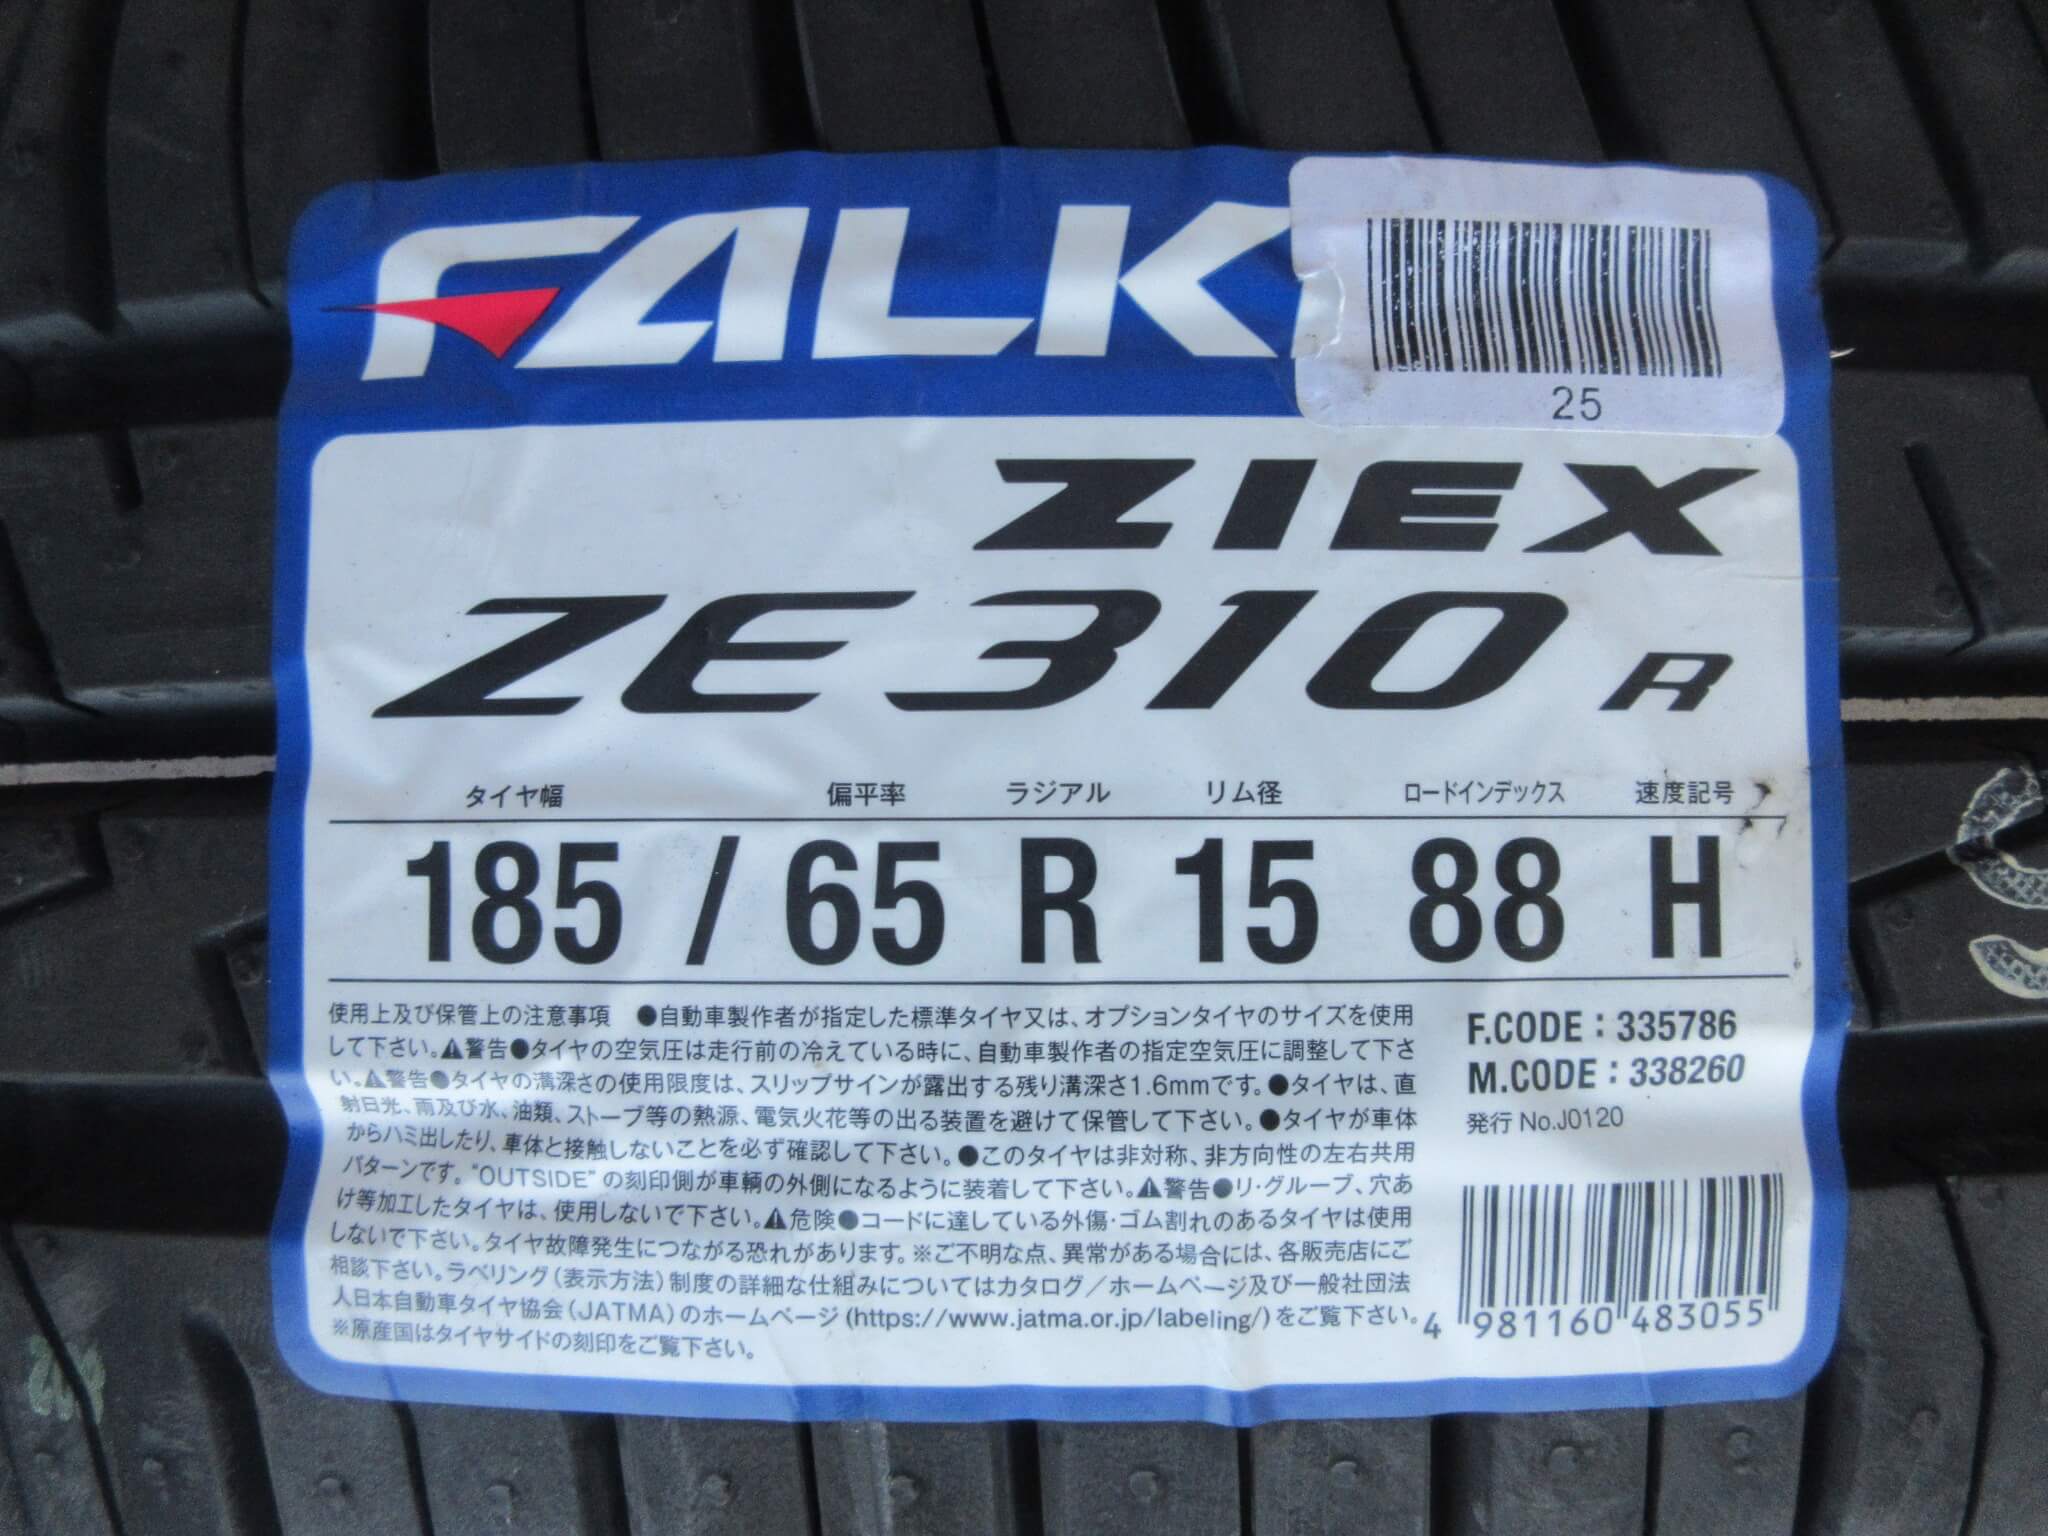 FALK
25
ZIEX
ZE310 R
タイヤ幅 偏平率 ラジアル リム径 ロードインデックス 速度記号
185 / 65 R 15 88 H
使用上及び保管上の注意事項 ●自動車製作者が指定した標準タイヤ又は、オプションタイヤのサイズを使用
して下さい。⚠警告●タイヤの空気圧は走行前の冷えている時に、自動車製作者の指定空気圧に調整して下さ
い。⚠警告●タイヤの溝深さの使用限度は、スリップサインが露出する残り溝深さ1.6mmです。●タイヤは、直
射日光、雨及び水、油類、ストーブ等の熱源、電気火花等の出る装置を避けて保管して下さい。●タイヤが車体
からハミ出したり、車体と接触しないことを必ず確認して下さい。●このタイヤは非対称、非方向性の左右共用
パターンです。"OUTSIDE"の刻印側が車輌の外側になるように装着して下さい。⚠警告●リ・グルーブ、穴あ
け等加工したタイヤは、使用しないで下さい。⚠危険●コードに達している外傷・ゴム割れのあるタイヤは使用
しないで下さい。タイヤ故障発生につながる恐れがあります。※ご不明な点、異常がある場合には、各販売店にご
相談下さい。ラベリング（表示方法）制度の詳細な仕組みについてはカタログ／ホームページ及び一般社団法
人日本自動車タイヤ協会（JATMA）のホームページ（https://www.jatma.or.jp/labeling/）をご覧下さい。
※原産国はタイヤサイドの刻印をご覧下さい。
F.CODE：335786
M.CODE：338260
発行 No.J0120
4 981160 483055